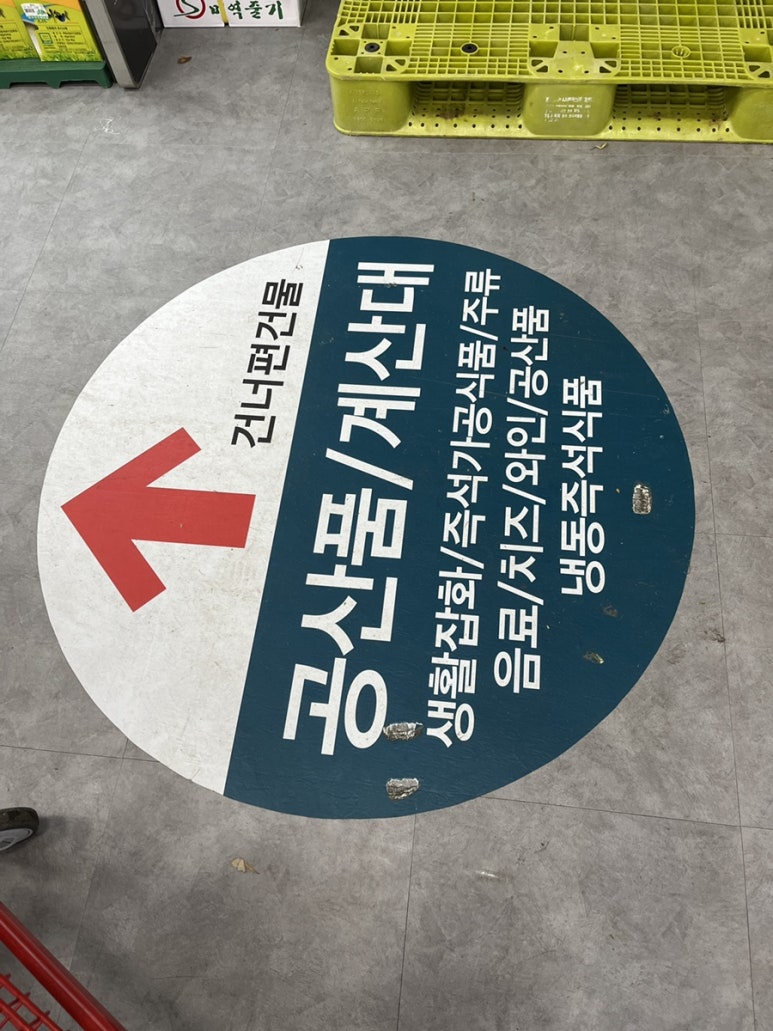 건너편건물
공산품/계산대
생활잡화/즉석가공식품/주류
음료/치즈/와인/공산품
냉동즉석식품
미역줄기